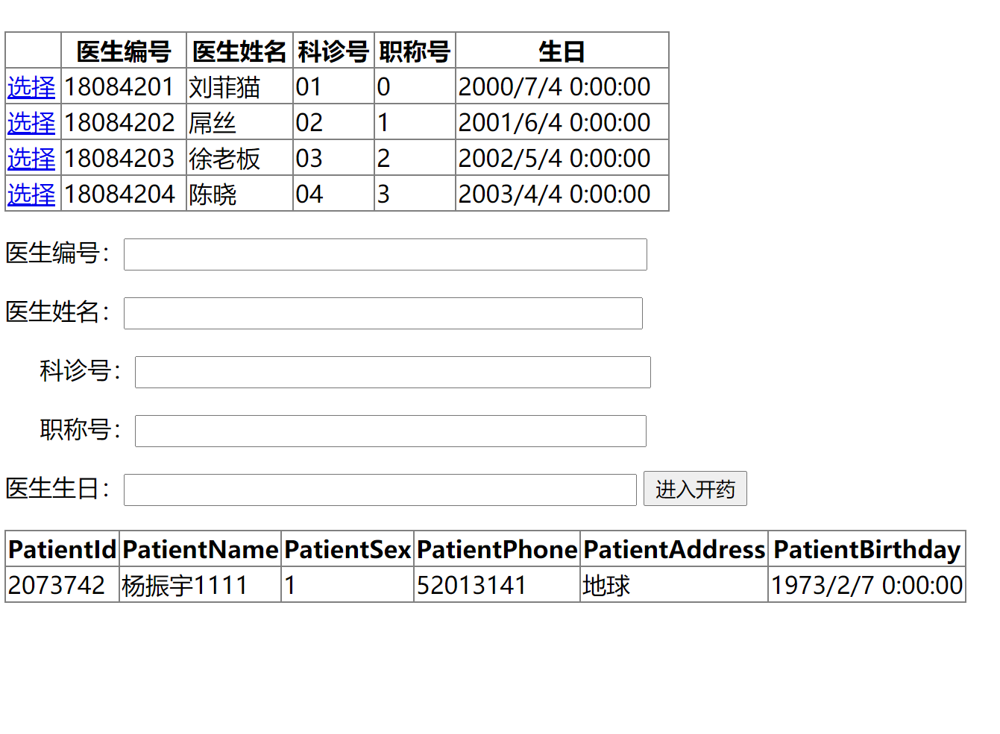 医生编号 医生姓名 科诊号 职称号 生日
选择 18084201 刘菲猫 01 0 2000/7/4 0:00:00
选择 18084202 屌丝 02 1 2001/6/4 0:00:00
选择 18084203 徐老板 03 2 2002/5/4 0:00:00
选择 18084204 陈晓 04 3 2003/4/4 0:00:00
医生编号：
医生姓名：
科诊号：
职称号：
医生生日： 进入开药
PatientId PatientName PatientSex PatientPhone PatientAddress PatientBirthday
2073742 杨振宇1111 1 52013141 地球 1973/2/7 0:00:00